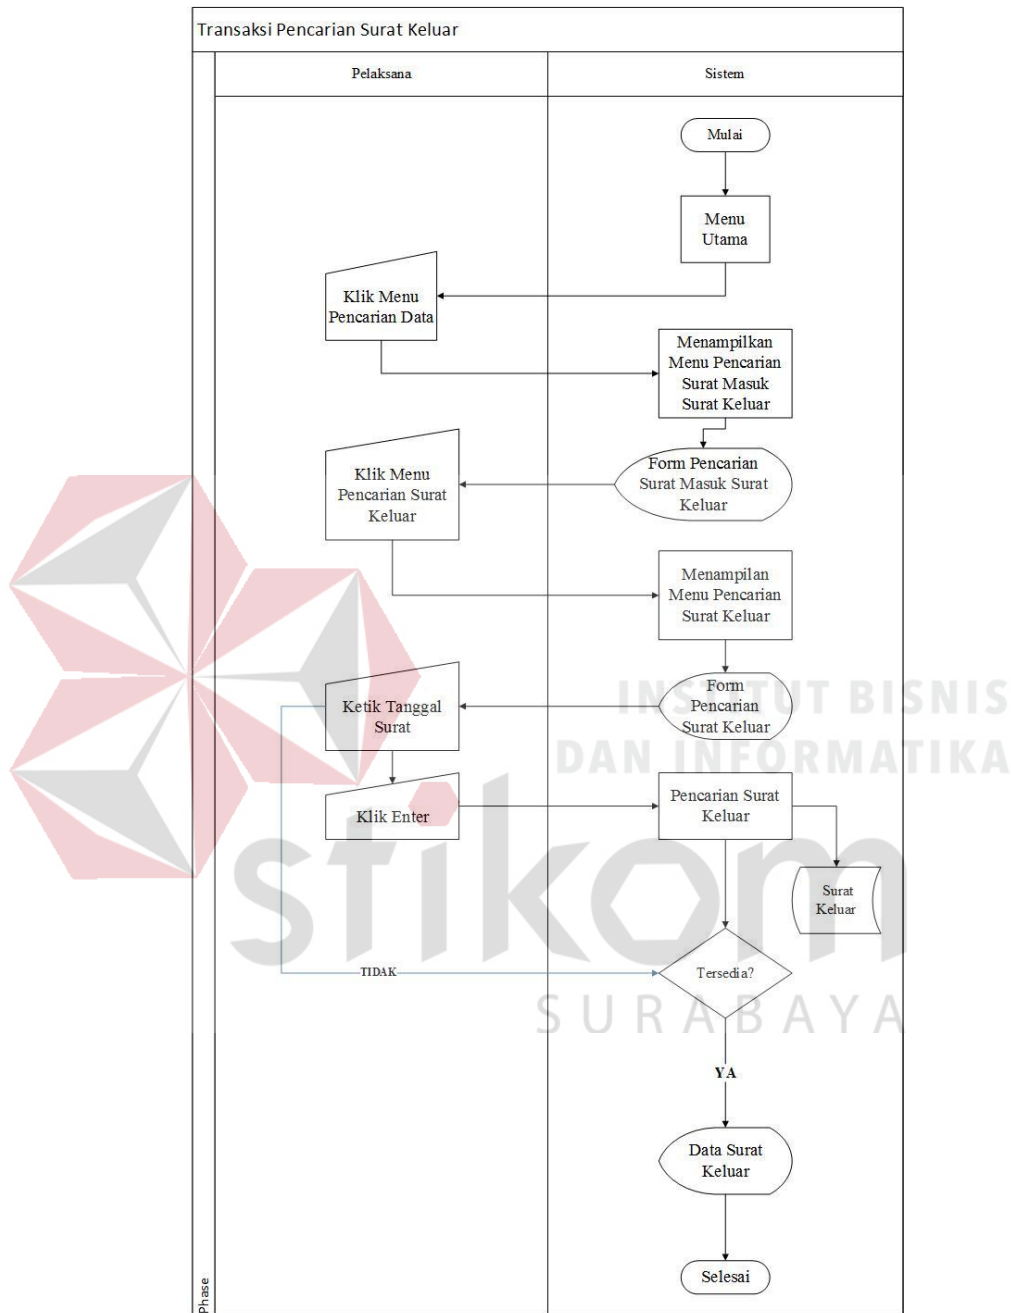 Transaksi Pencarian Surat Keluar
Pelaksana
Sistem
Mulai
Menu
Utama
Klik Menu
Pencarian Data
Menampilkan
Menu Pencarian
Surat Masuk
Surat Keluar
Form Pencarian
Surat Masuk Surat
Keluar
Klik Menu
Pencarian Surat
Keluar
Menampilan
Menu Pencarian
Surat Keluar
Form
Pencarian
Surat Keluar
Ketik Tanggal
Surat
Klik Enter
Pencarian Surat
Keluar
Surat
Keluar
Tersedia?
TIDAK
YA
Data Surat
Keluar
Selesai
Phase
INSTITUT BISNIS
DAN INFORMATIKA
stikom
SURABAYA